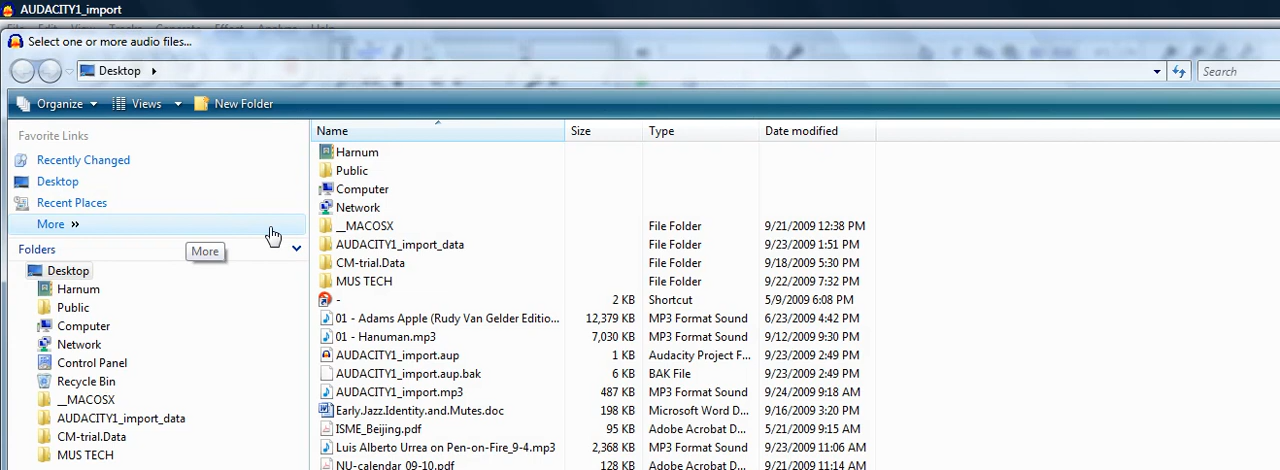 AUDACITY1_import
File Edit View Tracks Generate Effect Analyze Help
Select one or more audio files...
Desktop
Search
Organize Views New Folder
Favorite Links
Recently Changed
Desktop
Recent Places
More »
More
Folders
Desktop
Harnum
Public
Computer
Network
Control Panel
Recycle Bin
__MACOSX
AUDACITY1_import_data
CM-trial.Data
MUS TECH
Name Size Type Date modified
Harnum
Public
Computer
Network
__MACOSX File Folder 9/21/2009 12:38 PM
AUDACITY1_import_data File Folder 9/23/2009 1:51 PM
CM-trial.Data File Folder 9/18/2009 5:30 PM
MUS TECH File Folder 9/22/2009 7:32 PM
- 2 KB Shortcut 5/9/2009 6:08 PM
01 - Adams Apple (Rudy Van Gelder Editio... 12,379 KB MP3 Format Sound 6/23/2009 4:42 PM
01 - Hanuman.mp3 7,030 KB MP3 Format Sound 9/12/2009 9:30 PM
AUDACITY1_import.aup 1 KB Audacity Project F... 9/23/2009 2:49 PM
AUDACITY1_import.aup.bak 6 KB BAK File 9/23/2009 2:49 PM
AUDACITY1_import.mp3 487 KB MP3 Format Sound 9/24/2009 9:18 AM
Early.Jazz.Identity.and.Mutes.doc 198 KB Microsoft Word D... 9/16/2009 3:20 PM
ISME_Beijing.pdf 95 KB Adobe Acrobat D... 5/21/2009 9:15 AM
Luis Alberto Urrea on Pen-on-Fire_9-4.mp3 2,368 KB MP3 Format Sound 9/23/2009 11:06 AM
NU-calendar 09-10.pdf 128 KB Adobe Acrobat D... 9/21/2009 11:14 AM